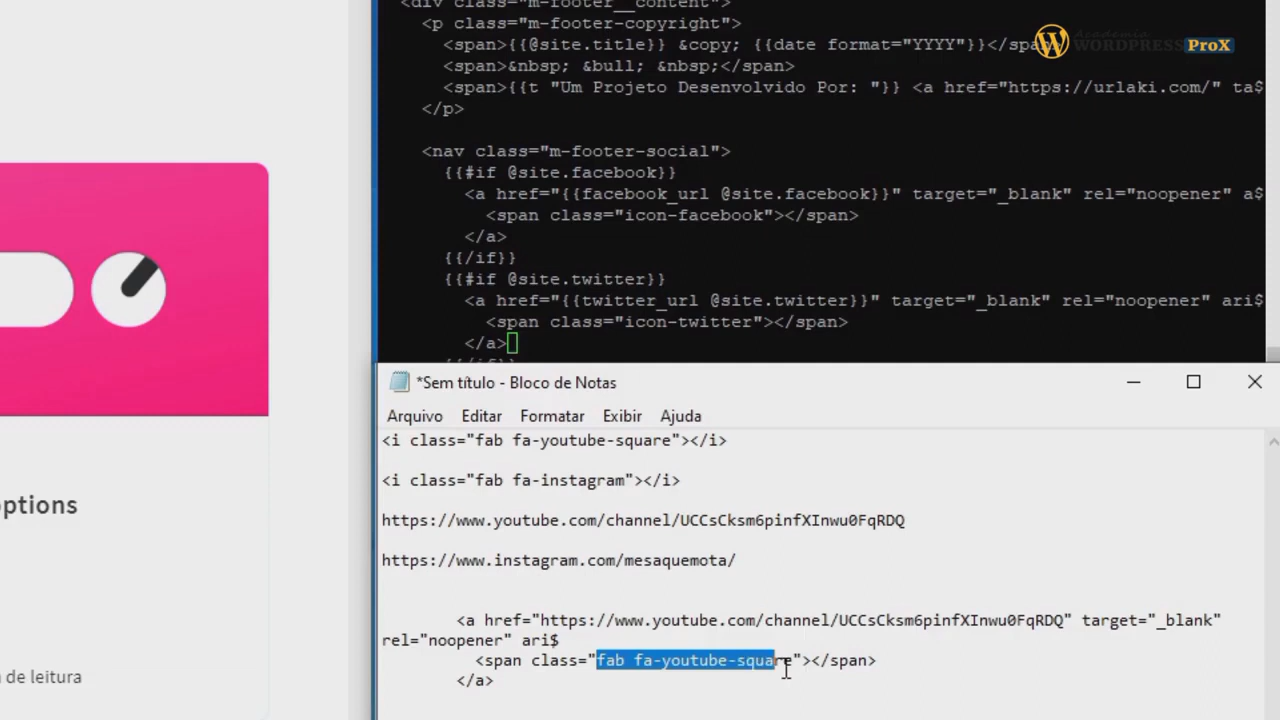 <div class="m-footer__content">
<p class="m-footer-copyright">
<span>{{@site.title}} &copy; {{date format="YYYY"}}</span>
<span>&nbsp; &bull; &nbsp;</span>
<span>{{t "Um Projeto Desenvolvido Por: "}} <a href="https://urlaki.com/" ta$
</p>
<nav class="m-footer-social">
{{#if @site.facebook}}
<a href="{{facebook_url @site.facebook}}" target="_blank" rel="noopener" a$
<span class="icon-facebook"></span>
</a>
{{/if}}
{{#if @site.twitter}}
<a href="{{twitter_url @site.twitter}}" target="_blank" rel="noopener" ari$
<span class="icon-twitter"></span>
</a>
{{/if}}
Academia
WORDPRESS ProX
*Sem título - Bloco de Notas
Arquivo Editar Formatar Exibir Ajuda
<i class="fab fa-youtube-square"></i>
<i class="fab fa-instagram"></i>
https://www.youtube.com/channel/UCCsCksm6pinfXInwu0FqRDQ
https://www.instagram.com/mesaquemota/
<a href="https://www.youtube.com/channel/UCCsCksm6pinfXInwu0FqRDQ" target="_blank"
rel="noopener" ari$
<span class="fab fa-youtube-square"></span>
</a>
options
de leitura